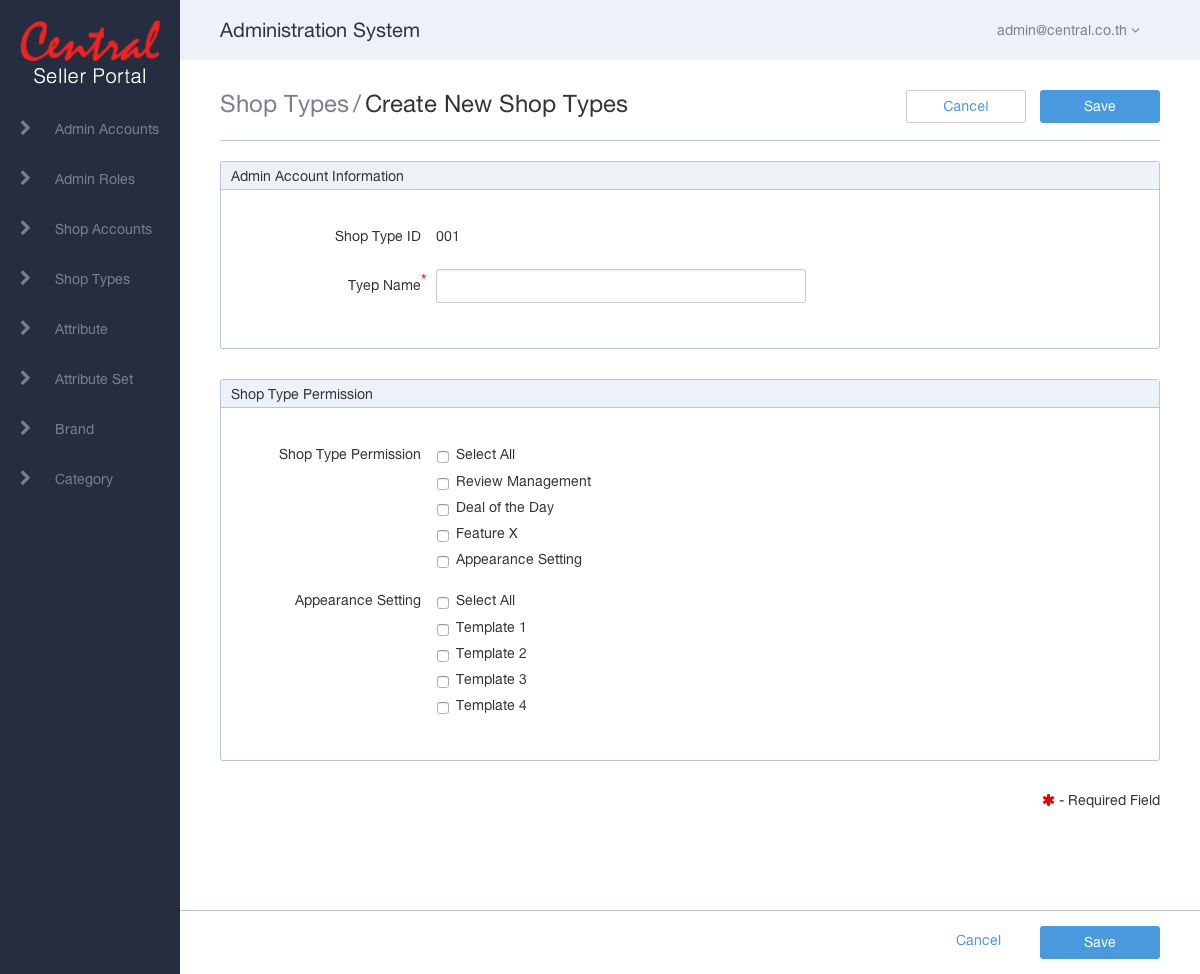 Central
Seller Portal
Admin Accounts
Admin Roles
Shop Accounts
Shop Types
Attribute
Attribute Set
Brand
Category
Administration System
admin@central.co.th
Shop Types / Create New Shop Types
Cancel
Save
Admin Account Information
Shop Type ID 001
Tyep Name*
Shop Type Permission
Shop Type Permission
Select All
Review Management
Deal of the Day
Feature X
Appearance Setting
Appearance Setting
Select All
Template 1
Template 2
Template 3
Template 4
✱ - Required Field
Cancel
Save